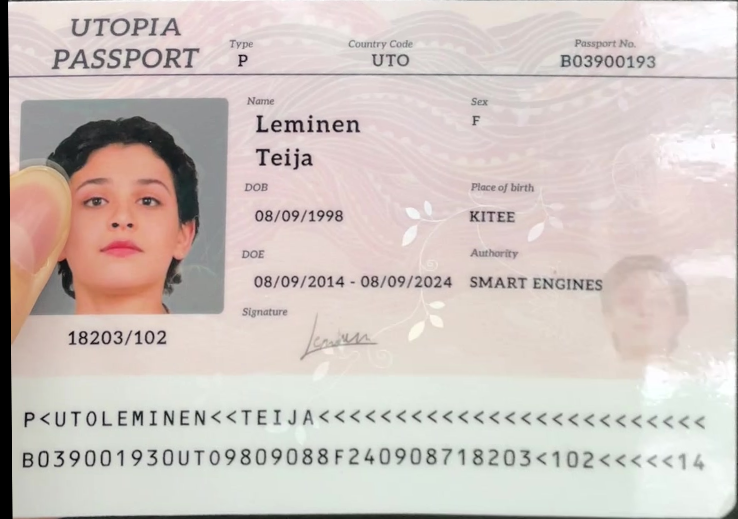 UTOPIA
PASSPORT
Type
P
Country Code
UTO
Passport No.
B03900193
Name
Leminen
Teija
Sex
F
DOB
08/09/1998
Place of birth
KITEE
DOE
08/09/2014 - 08/09/2024
Authority
SMART ENGINES
Signature
18203/102
P<UTOLEMINEN<<TEIJA<<<<<<<<<<<<<<<<<<<<<<<<<
B039001930UTO9809088F240908718203<102<<<<<14